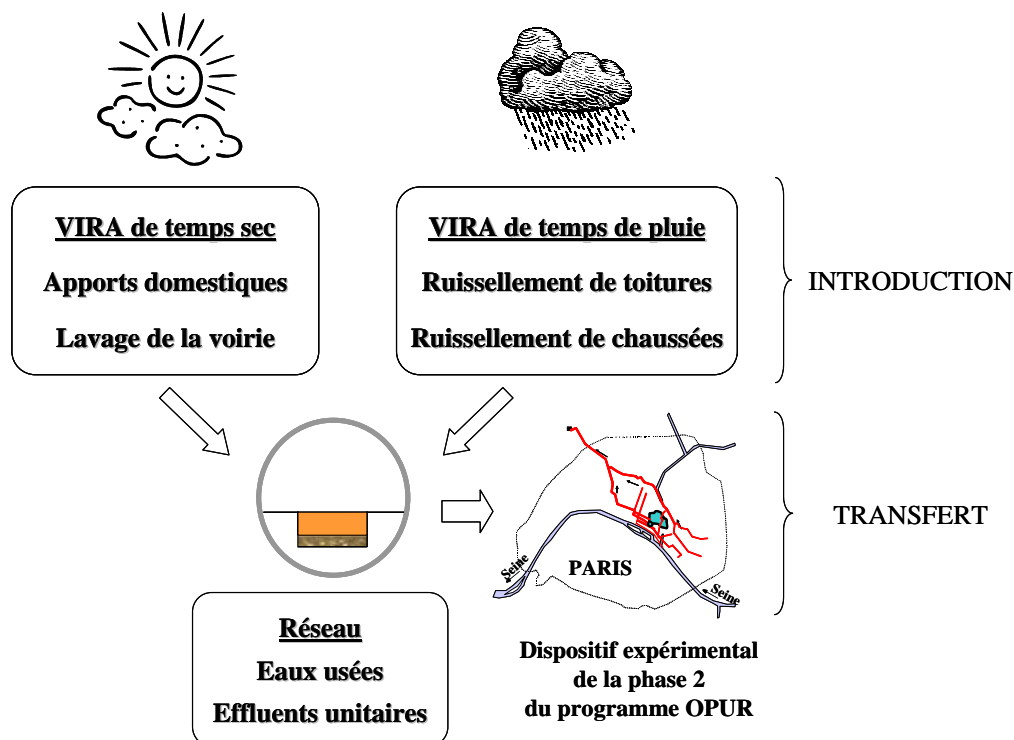 VIRA de temps sec
Apports domestiques
Lavage de la voirie
VIRA de temps de pluie
Ruissellement de toitures
Ruissellement de chaussées
INTRODUCTION
Seine
PARIS
Seine
TRANSFERT
Réseau
Eaux usées
Effluents unitaires
Dispositif expérimental
de la phase 2
du programme OPUR